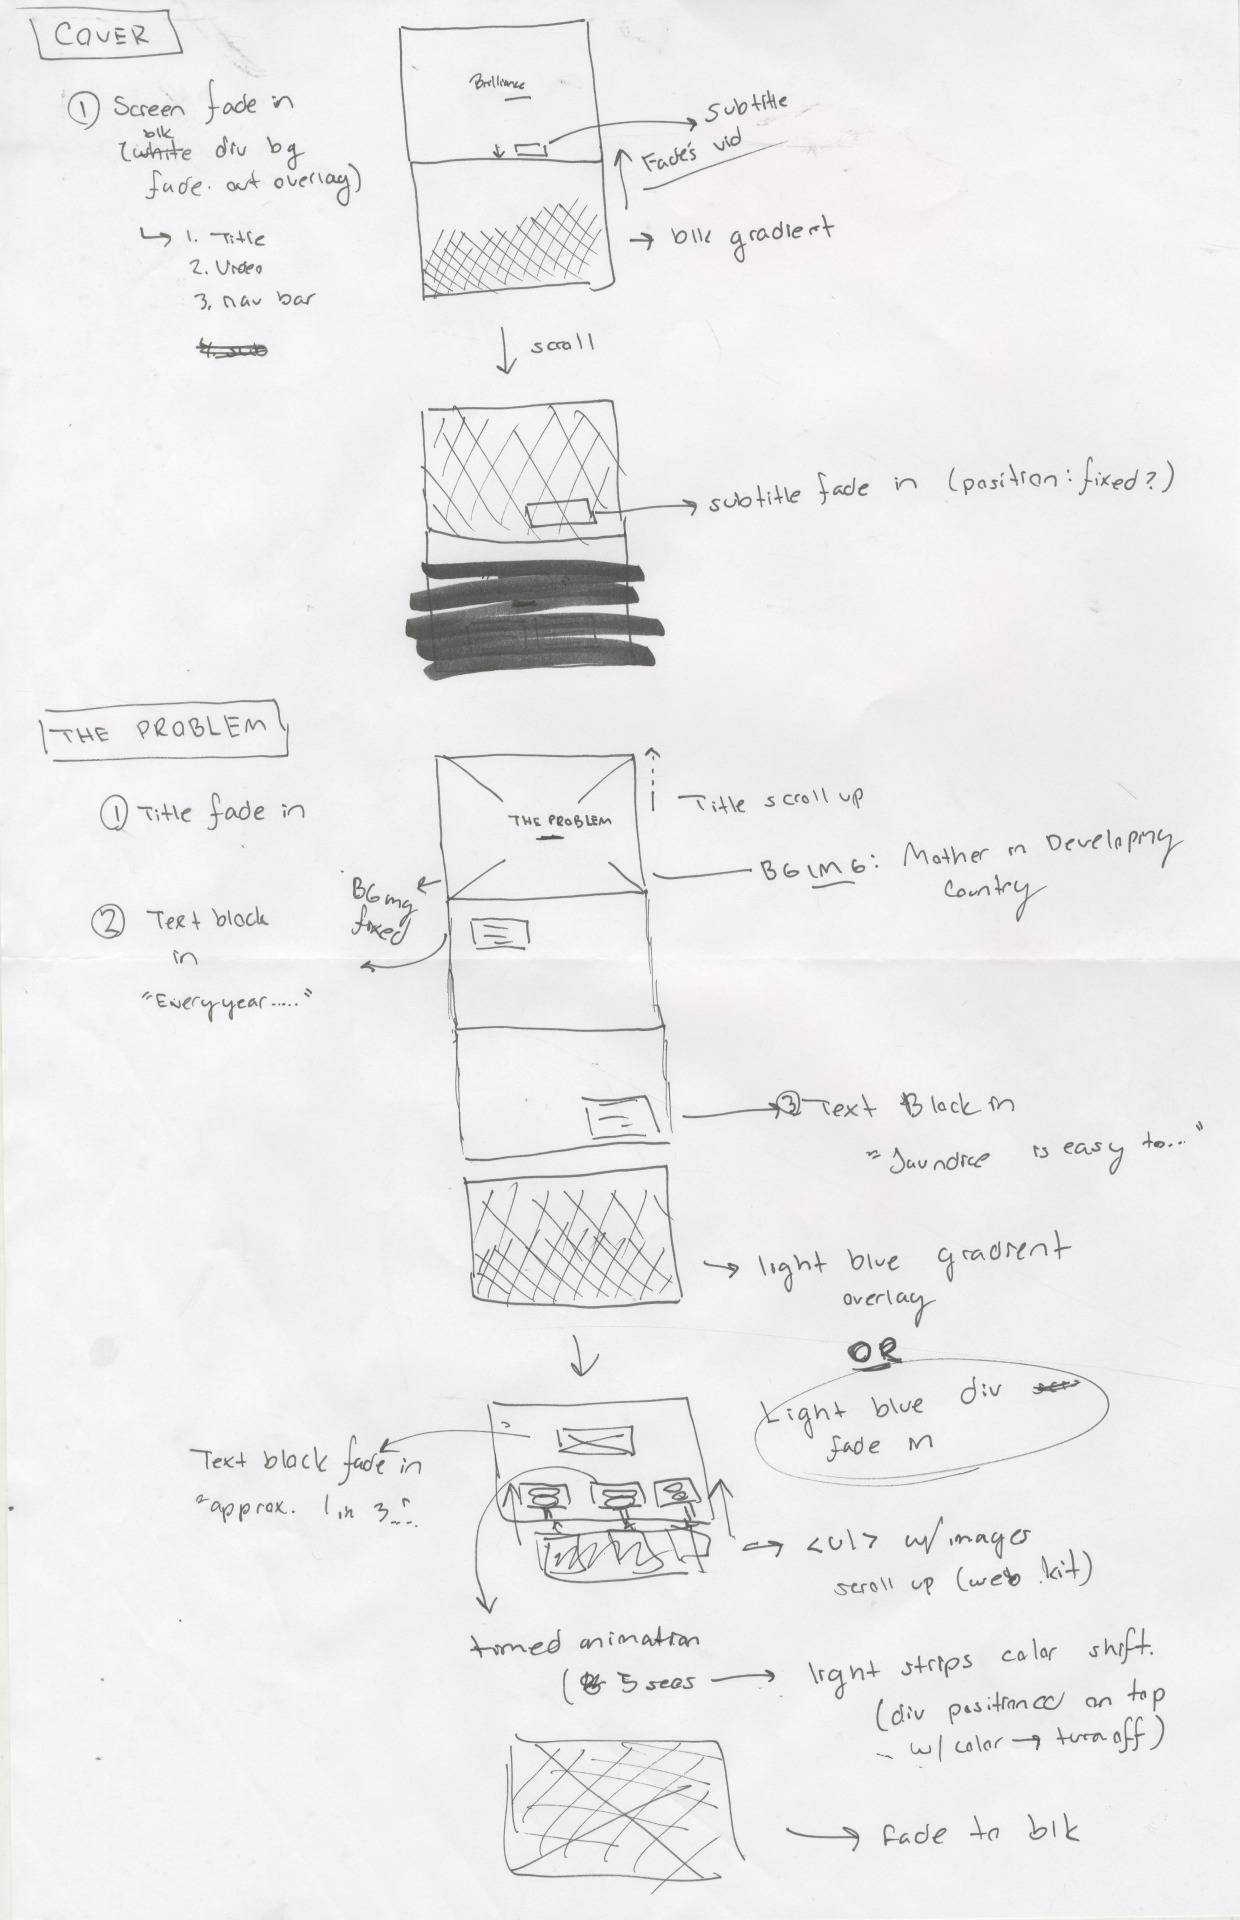 COVER
① Screen fade in
blk
(white div bg
fade out overlay)
↳ 1. Title
2. Video
3. nav bar
Brilliance
Subtitle
Fades vid
→ blk gradient
↓ scroll
subtitle fade in (position: fixed?)
THE PROBLEM
① Title fade in
THE PROBLEM
Title scroll up
BG IMG: Mother in Developing
Country
BG img
fixed
② Text block
in
"Every year....."
③ Text Block in
"Jaundice is easy to..."
→ light blue gradient
overlay
OR
Light blue div
fade in
Text block fade in
"approx. 1 in 3..."
→ <ul> w/ images
scroll up (web kit)
timed animation
( 5 secs → light strips color shift.
(div positioned on top
w/ color → turn off)
→ fade to blk